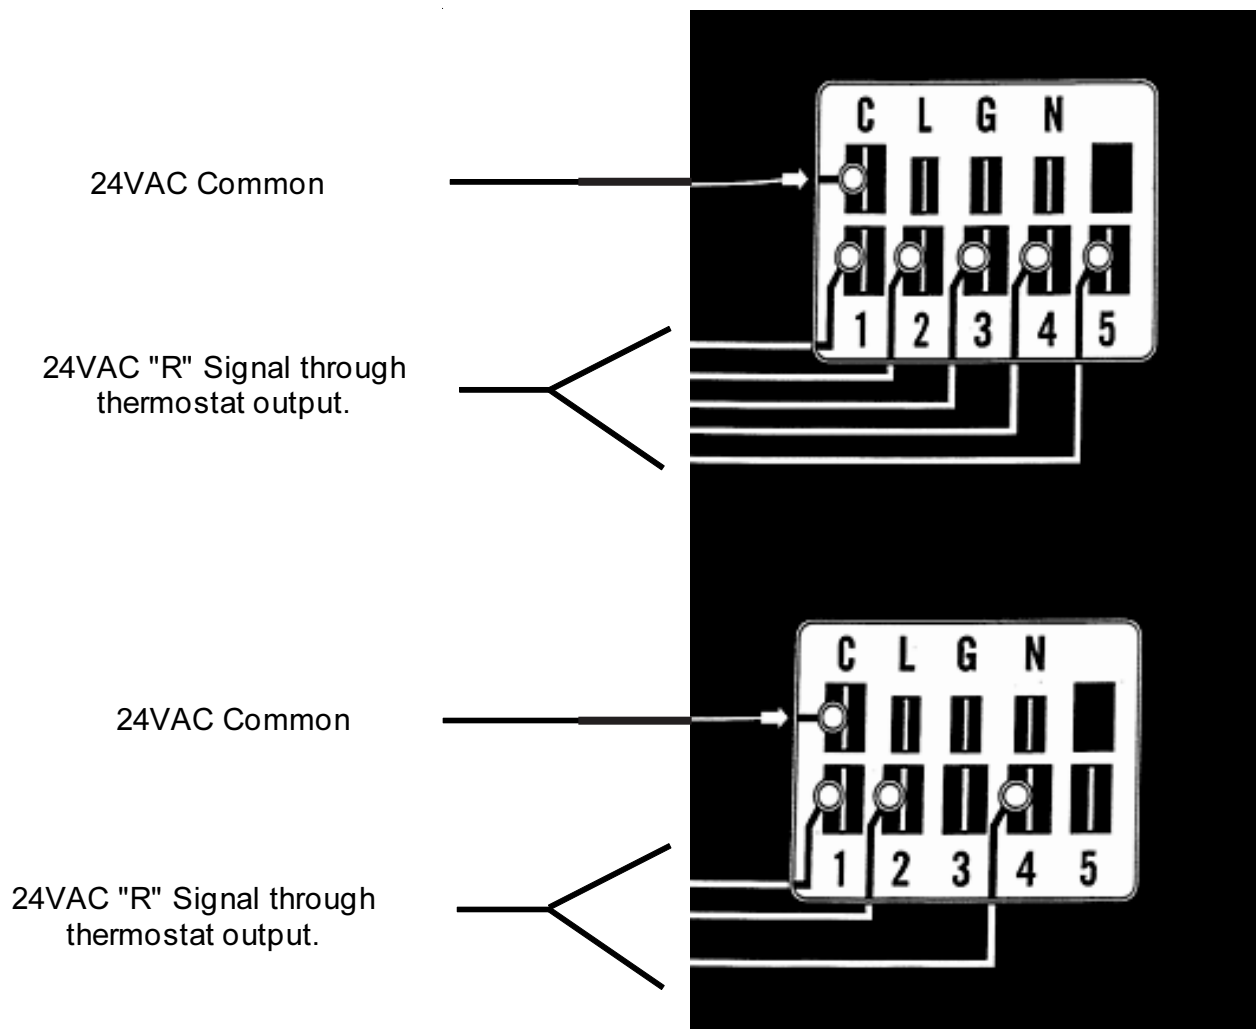 C L G N
24VAC Common
1 2 3 4 5
24VAC "R" Signal through
thermostat output.
C L G N
24VAC Common
1 2 3 4 5
24VAC "R" Signal through
thermostat output.